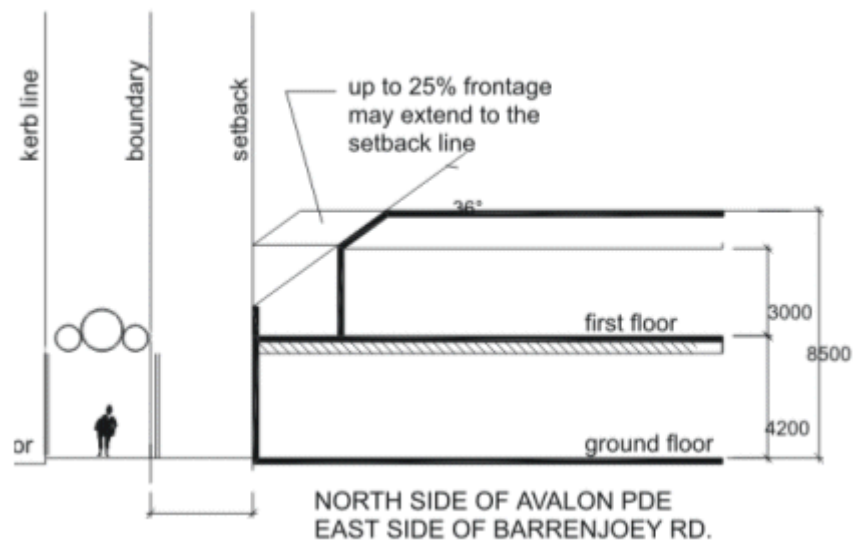 kerb line
boundary
setback
up to 25% frontage
may extend to the
setback line
36°
3000
first floor
8500
4200
or
ground floor
NORTH SIDE OF AVALON PDE
EAST SIDE OF BARRENJOEY RD.